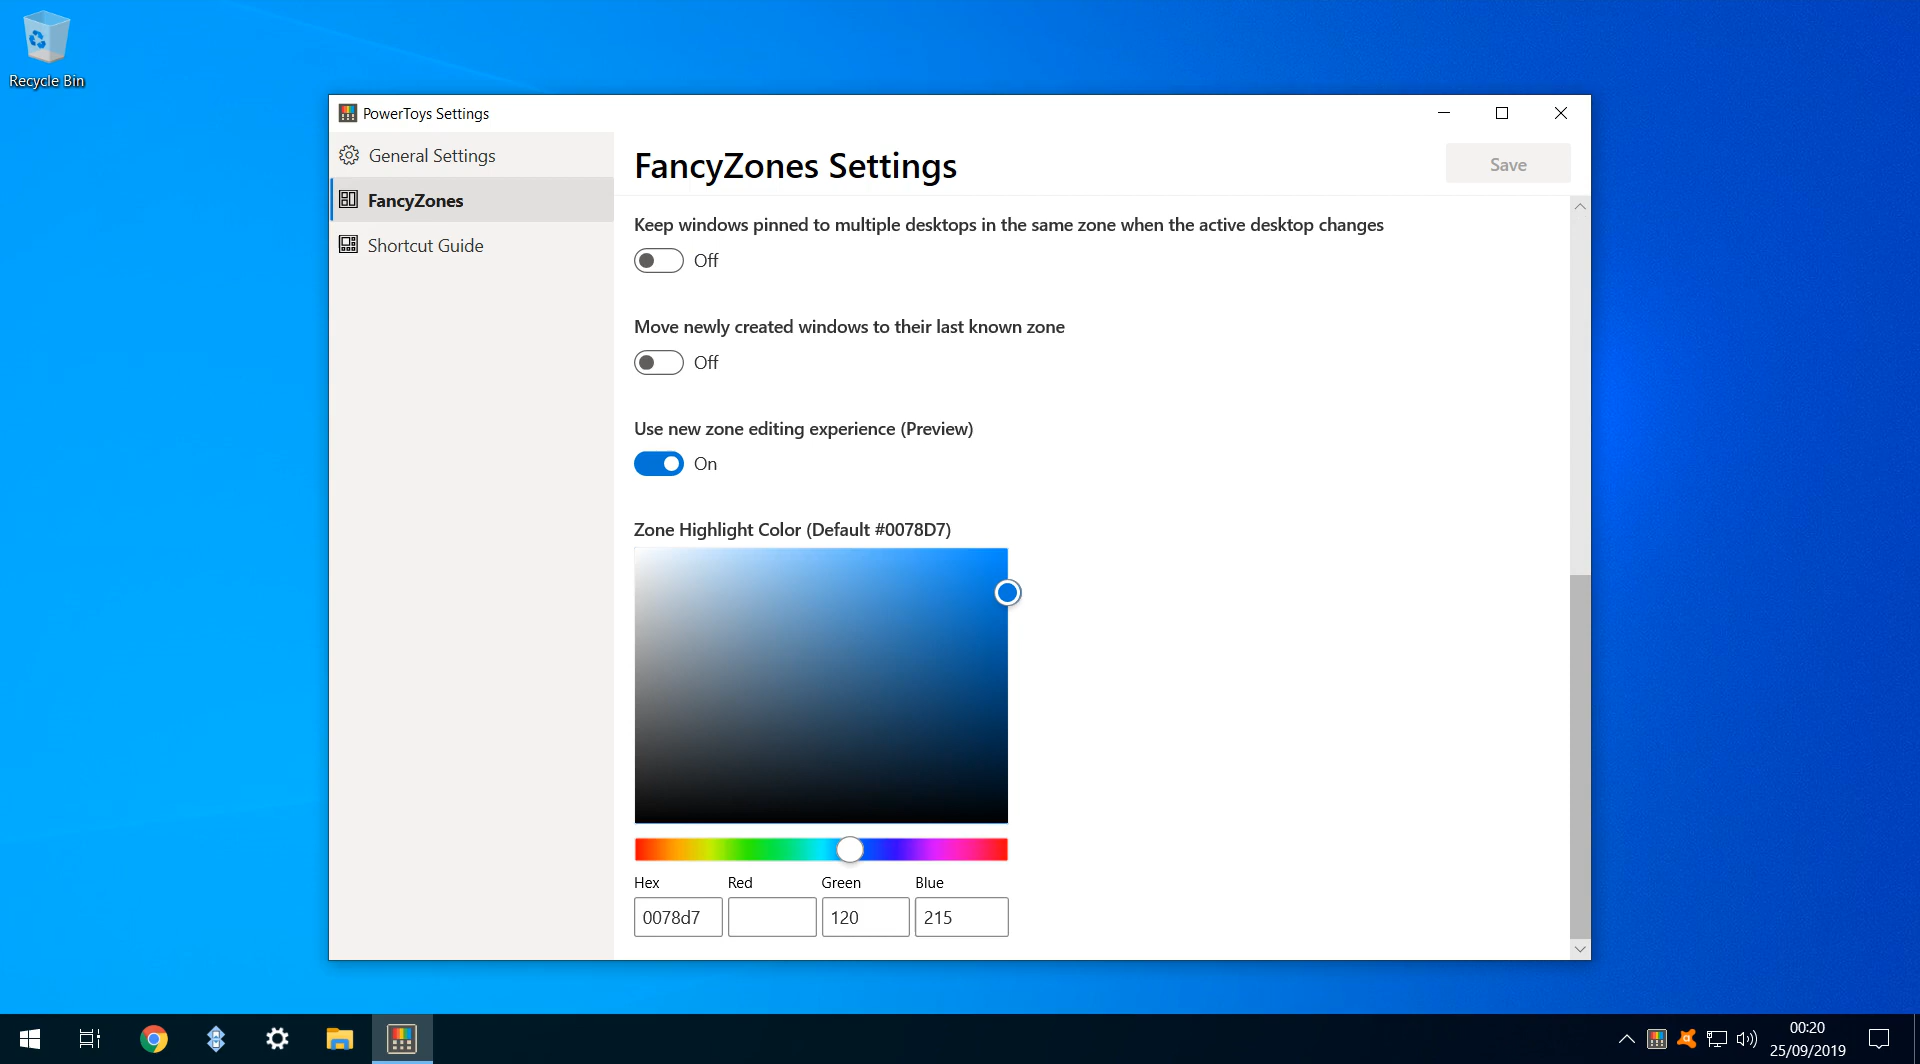 Recycle Bin
PowerToys Settings
General Settings
FancyZones
Shortcut Guide
FancyZones Settings
Save
Keep windows pinned to multiple desktops in the same zone when the active desktop changes
Off
Move newly created windows to their last known zone
Off
Use new zone editing experience (Preview)
On
Zone Highlight Color (Default #0078D7)
Hex Red Green Blue
0078d7 120 215
00:20
25/09/2019